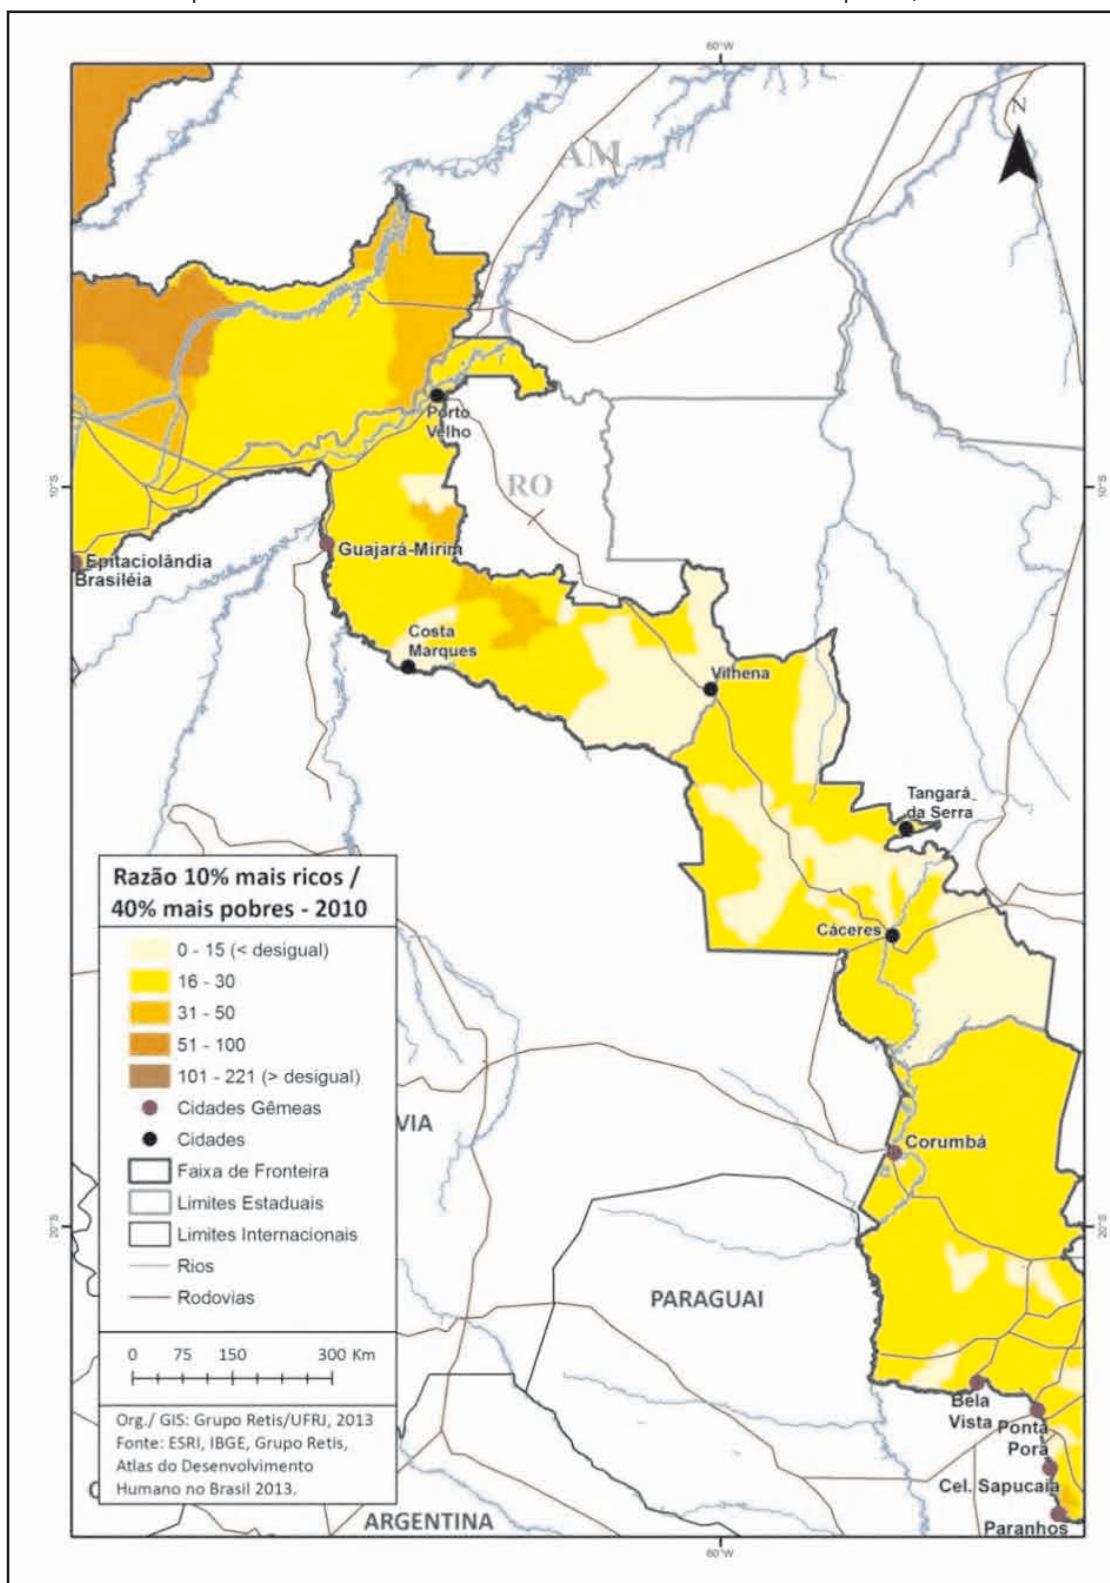 60°W
N
AM
Porto
Velho
RO
10°S
10°S
Guajará-Mirim
Epitaciolândia
Brasiléia
Costa
Marques
Vilhena
Tangará
da Serra
Razão 10% mais ricos /
40% mais pobres - 2010
0 - 15 (< desigual)
16 - 30
31 - 50
51 - 100
101 - 221 (> desigual)
Cidades Gêmeas
Cidades
Faixa de Fronteira
Limites Estaduais
Limites Internacionais
Rios
Rodovias
0 75 150 300 Km
Org./ GIS: Grupo Retis/UFRJ, 2013
Fonte: ESRI, IBGE, Grupo Retis,
Atlas do Desenvolvimento
Humano no Brasil 2013.
Cáceres
VIA
Corumbá
20°S
20°S
PARAGUAI
Bela
Vista
Ponta
Porã
Cel. Sapucaia
Paranhos
ARGENTINA
60°W